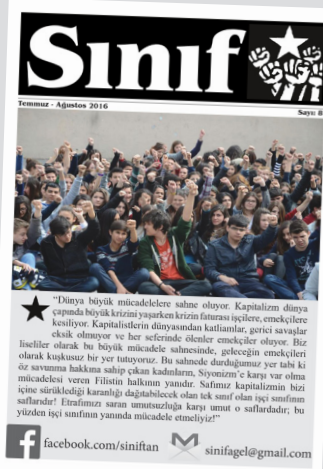 Sınıf
Temmuz - Ağustos 2016
Sayı: 8
“Dünya büyük mücadelelere sahne oluyor. Kapitalizm dünya
çapında büyük krizini yaşarken krizin faturası işçilere, emekçilere
kesiliyor. Kapitalistlerin dünyasından katliamlar, gerici savaşlar
eksik olmuyor ve her seferinde ölenler emekçiler oluyor. Biz
liseliler olarak bu büyük mücadele sahnesinde, geleceğin emekçileri
olarak kuşkusuz bir yer tutuyoruz. Bu sahnede durduğumuz yer tabi ki
öz savunma hakkına sahip çıkan kadınların, Siyonizm’e karşı var olma
mücadelesi veren Filistin halkının yanıdır. Safımız kapitalizmin bizi
içine sürüklediği karanlığı dağıtabilecek olan tek sınıf olan işçi sınıfının
saflarıdır! Etrafımızı saran umutsuzluğa karşı umut o saflardadır; bu
yüzden işçi sınıfının yanında mücadele etmeliyiz!”
facebook.com/siniftan
sinifagel@gmail.com